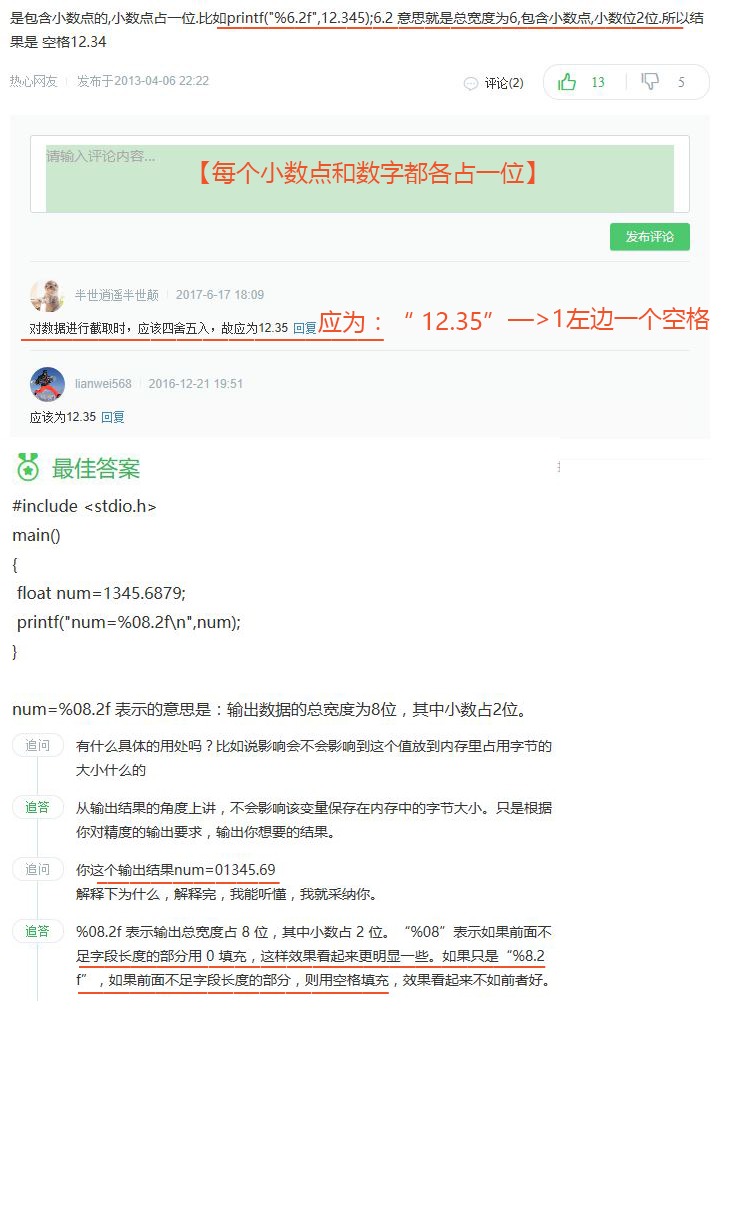 是包含小数点的,小数点占一位.比如printf("%6.2f",12.345);6.2 意思就是总宽度为6,包含小数点,小数位2位.所以结
果是 空格12.34
热心网友 发布于2013-04-06 22:22 评论(2) 13 5
请输入评论内容...
【每个小数点和数字都各占一位】
发布评论
半世逍遥半世颠 2017-6-17 18:09
对数据进行截取时，应该四舍五入，故应为12.35 回复 应为：“ 12.35”—>1左边一个空格
lianwei568 2016-12-21 19:51
应该为12.35 回复
最佳答案
#include <stdio.h>
main()
{
float num=1345.6879;
printf("num=%08.2f\n",num);
}
num=%08.2f 表示的意思是：输出数据的总宽度为8位，其中小数占2位。
追问 有什么具体的用处吗？比如说影响会不会影响到这个值放到内存里占用字节的
大小什么的
追答 从输出结果的角度上讲，不会影响该变量保存在内存中的字节大小。只是根据
你对精度的输出要求，输出你想要的结果。
追问 你这个输出结果num=01345.69
解释下为什么，解释完，我能听懂，我就采纳你。
追答 %08.2f 表示输出总宽度占 8 位，其中小数占 2 位。 “%08”表示如果前面不
足字段长度的部分用 0 填充，这样效果看起来更明显一些。如果只是“%8.2
f” ，如果前面不足字段长度的部分，则用空格填充，效果看起来不如前者好。